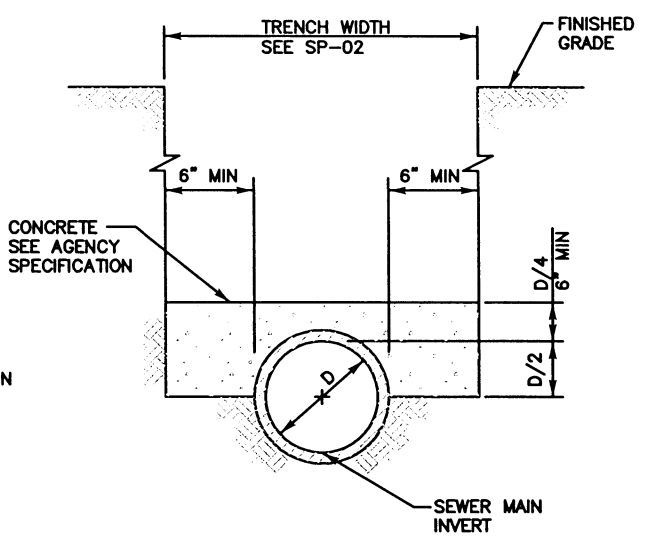 TRENCH WIDTH
SEE SP-02
FINISHED
GRADE
6" MIN
6" MIN
CONCRETE
SEE AGENCY
SPECIFICATION
D/4
6" MIN
D/2
N
D
SEWER MAIN
INVERT